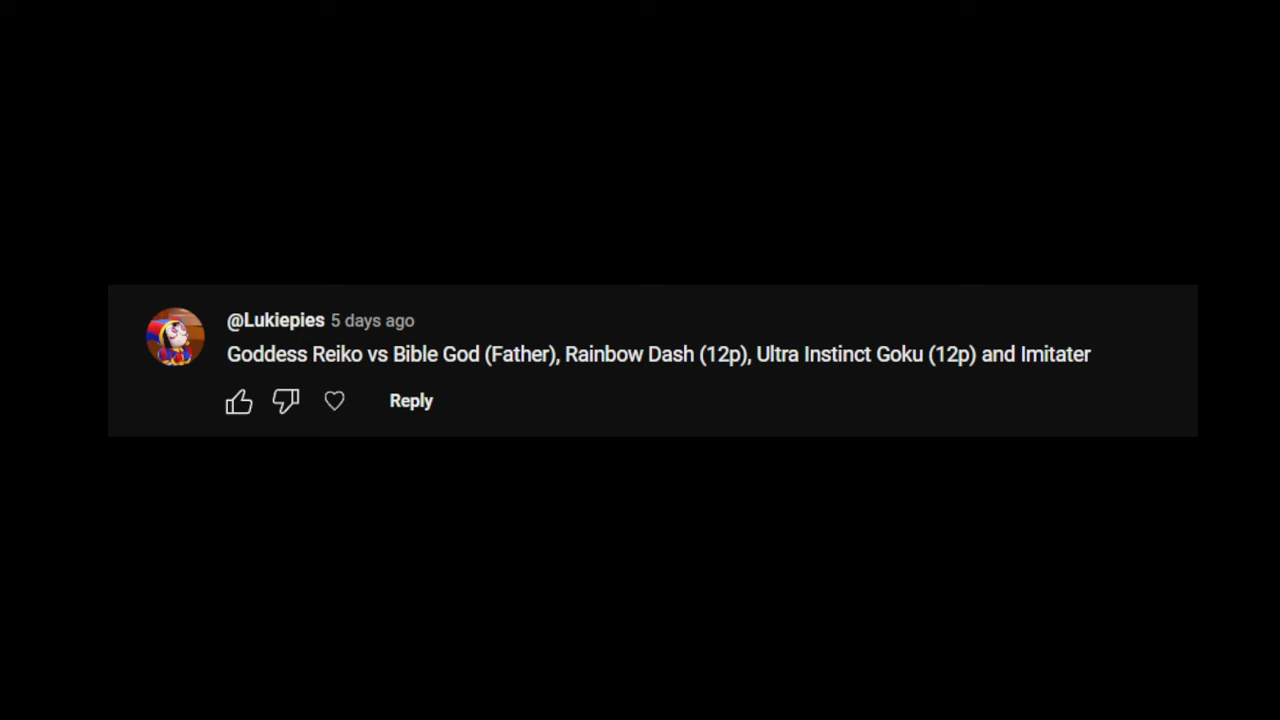 @Lukiepies 5 days ago
Goddess Reiko vs Bible God (Father), Rainbow Dash (12p), Ultra Instinct Goku (12p) and Imitater
Reply